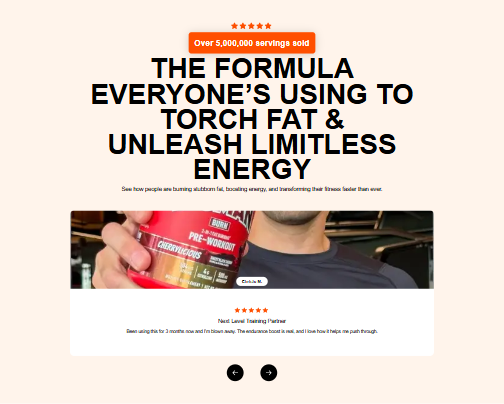 Over 5,000,000 servings sold
THE FORMULA
EVERYONE'S USING TO
TORCH FAT &
UNLEASH LIMITLESS
ENERGY
See how people are burning stubborn fat, boosting energy, and transforming their fitness faster than ever.
BURN
PRE-WORKOUT
CHERRYLICIOUS
Chris M.
Next Level Training Partner
Been using this for 3 months now and I'm blown away. The endurance boost is real, and I love how it helps me push through.